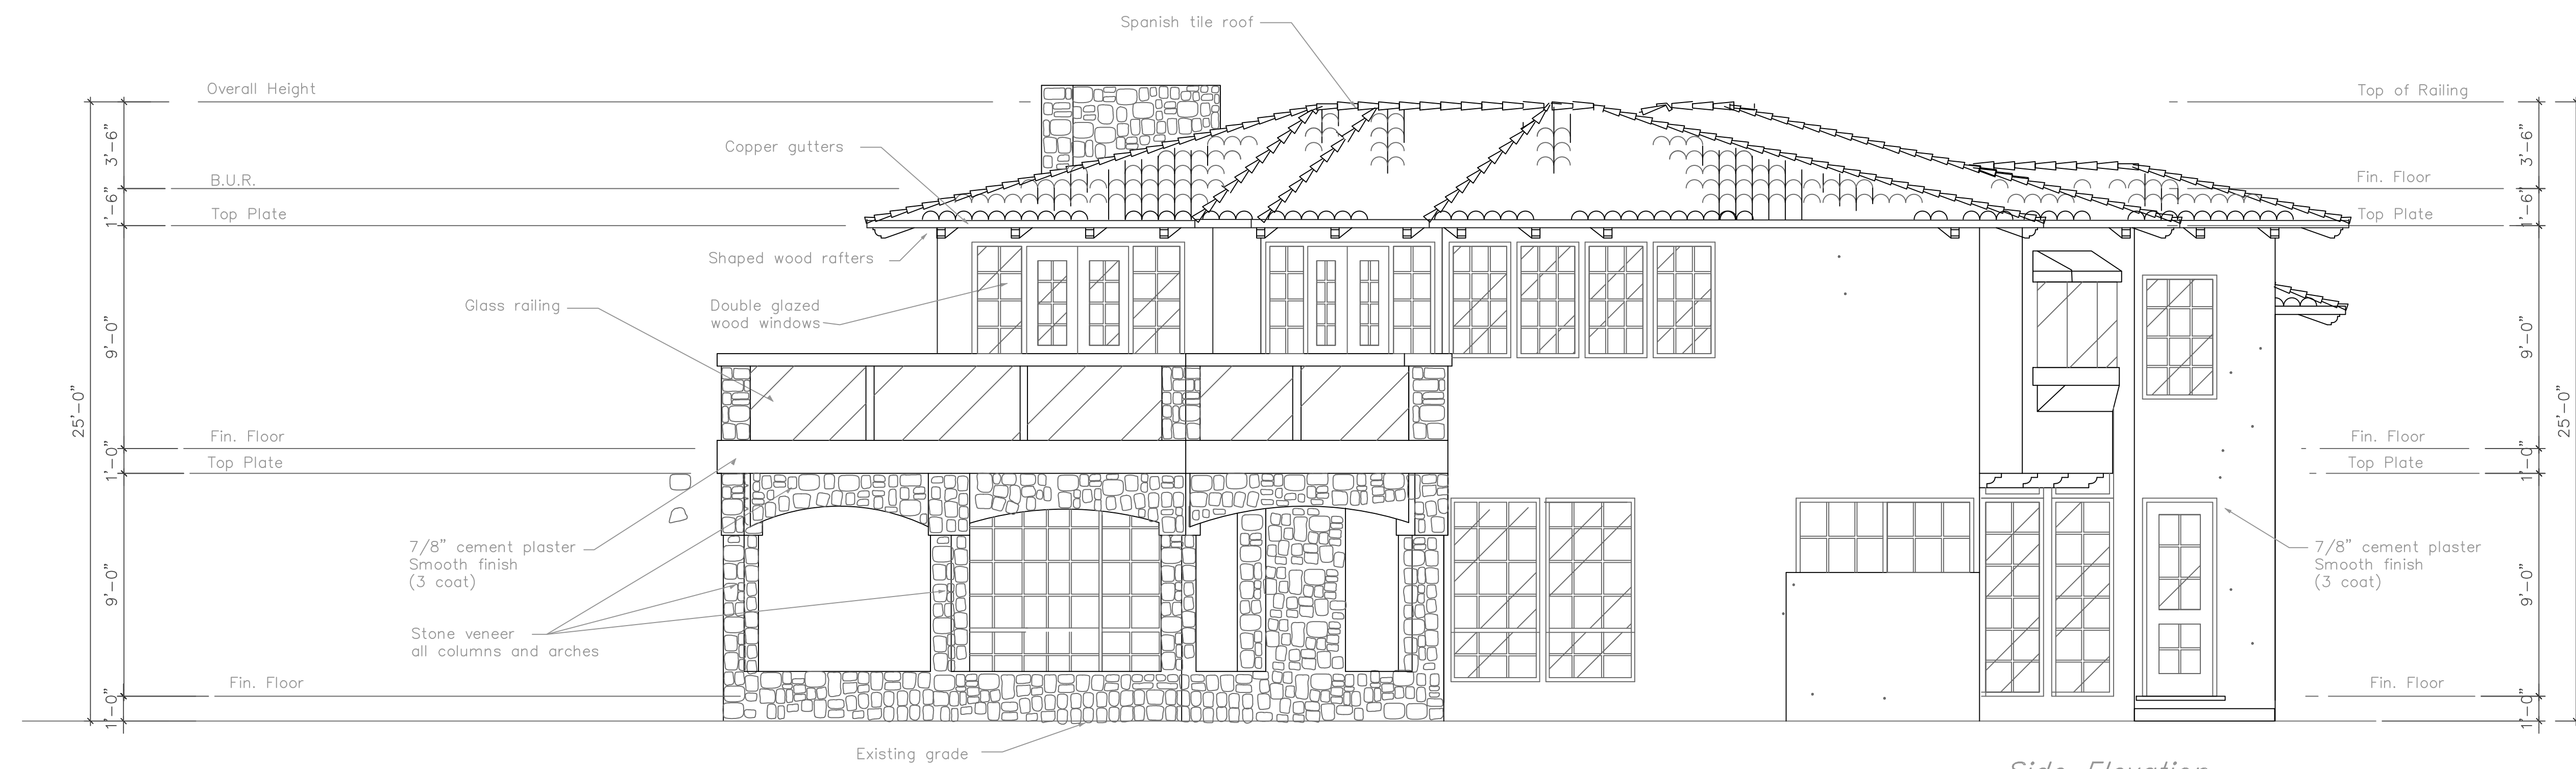 Spanish tile roof
Overall Height
Top of Railing
3'-6"
3'-6"
Copper gutters
B.U.R.
Fin. Floor
1'-6"
1'-6"
Top Plate
Top Plate
Shaped wood rafters
Glass railing
Double glazed
wood windows
9'-0"
9'-0"
25'-0"
25'-0"
Fin. Floor
Fin. Floor
1'-0"
1'-0"
Top Plate
Top Plate
7/8" cement plaster
Smooth finish
(3 coat)
7/8" cement plaster
Smooth finish
(3 coat)
9'-0"
9'-0"
Stone veneer
all columns and arches
Fin. Floor
Fin. Floor
1'-0"
1'-0"
Existing grade
Side Elevation